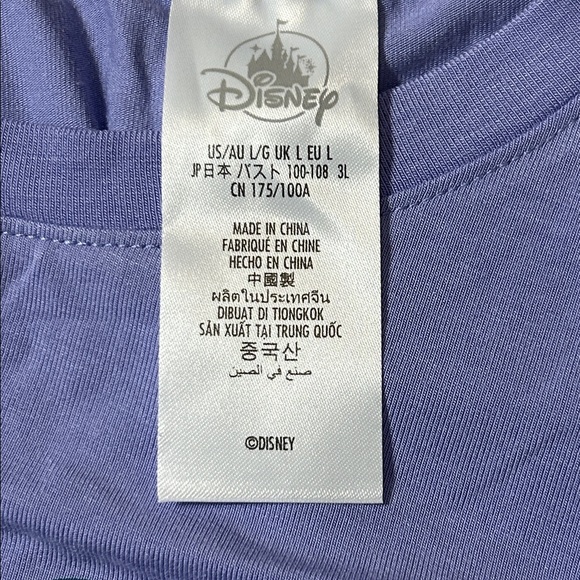 Disney
US/AU L/G UK L EU L
JP日本 バスト 100-108 3L
CN 175/100A
MADE IN CHINA
FABRIQUÉ EN CHINE
HECHO EN CHINA
中國製
ผลิตในประเทศจีน
DIBUAT DI TIONGKOK
SẢN XUẤT TẠI TRUNG QUỐC
중국산
صنع في الصين
©DISNEY